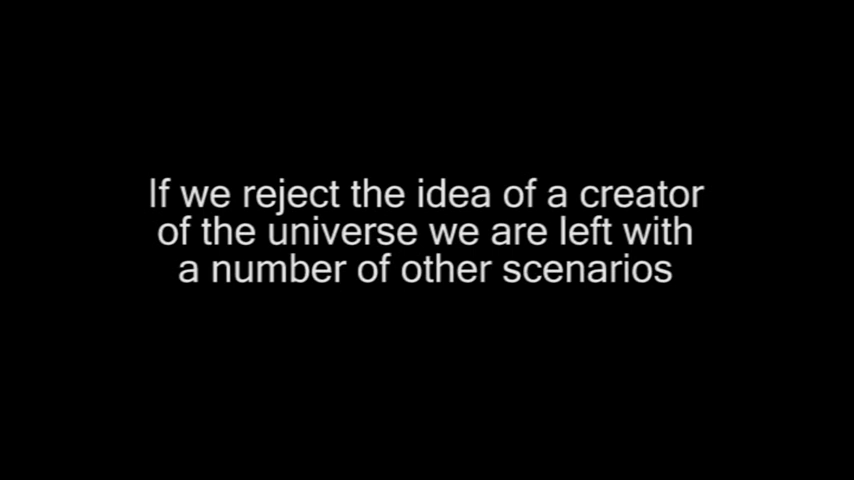 If we reject the idea of a creator
of the universe we are left with
a number of other scenarios